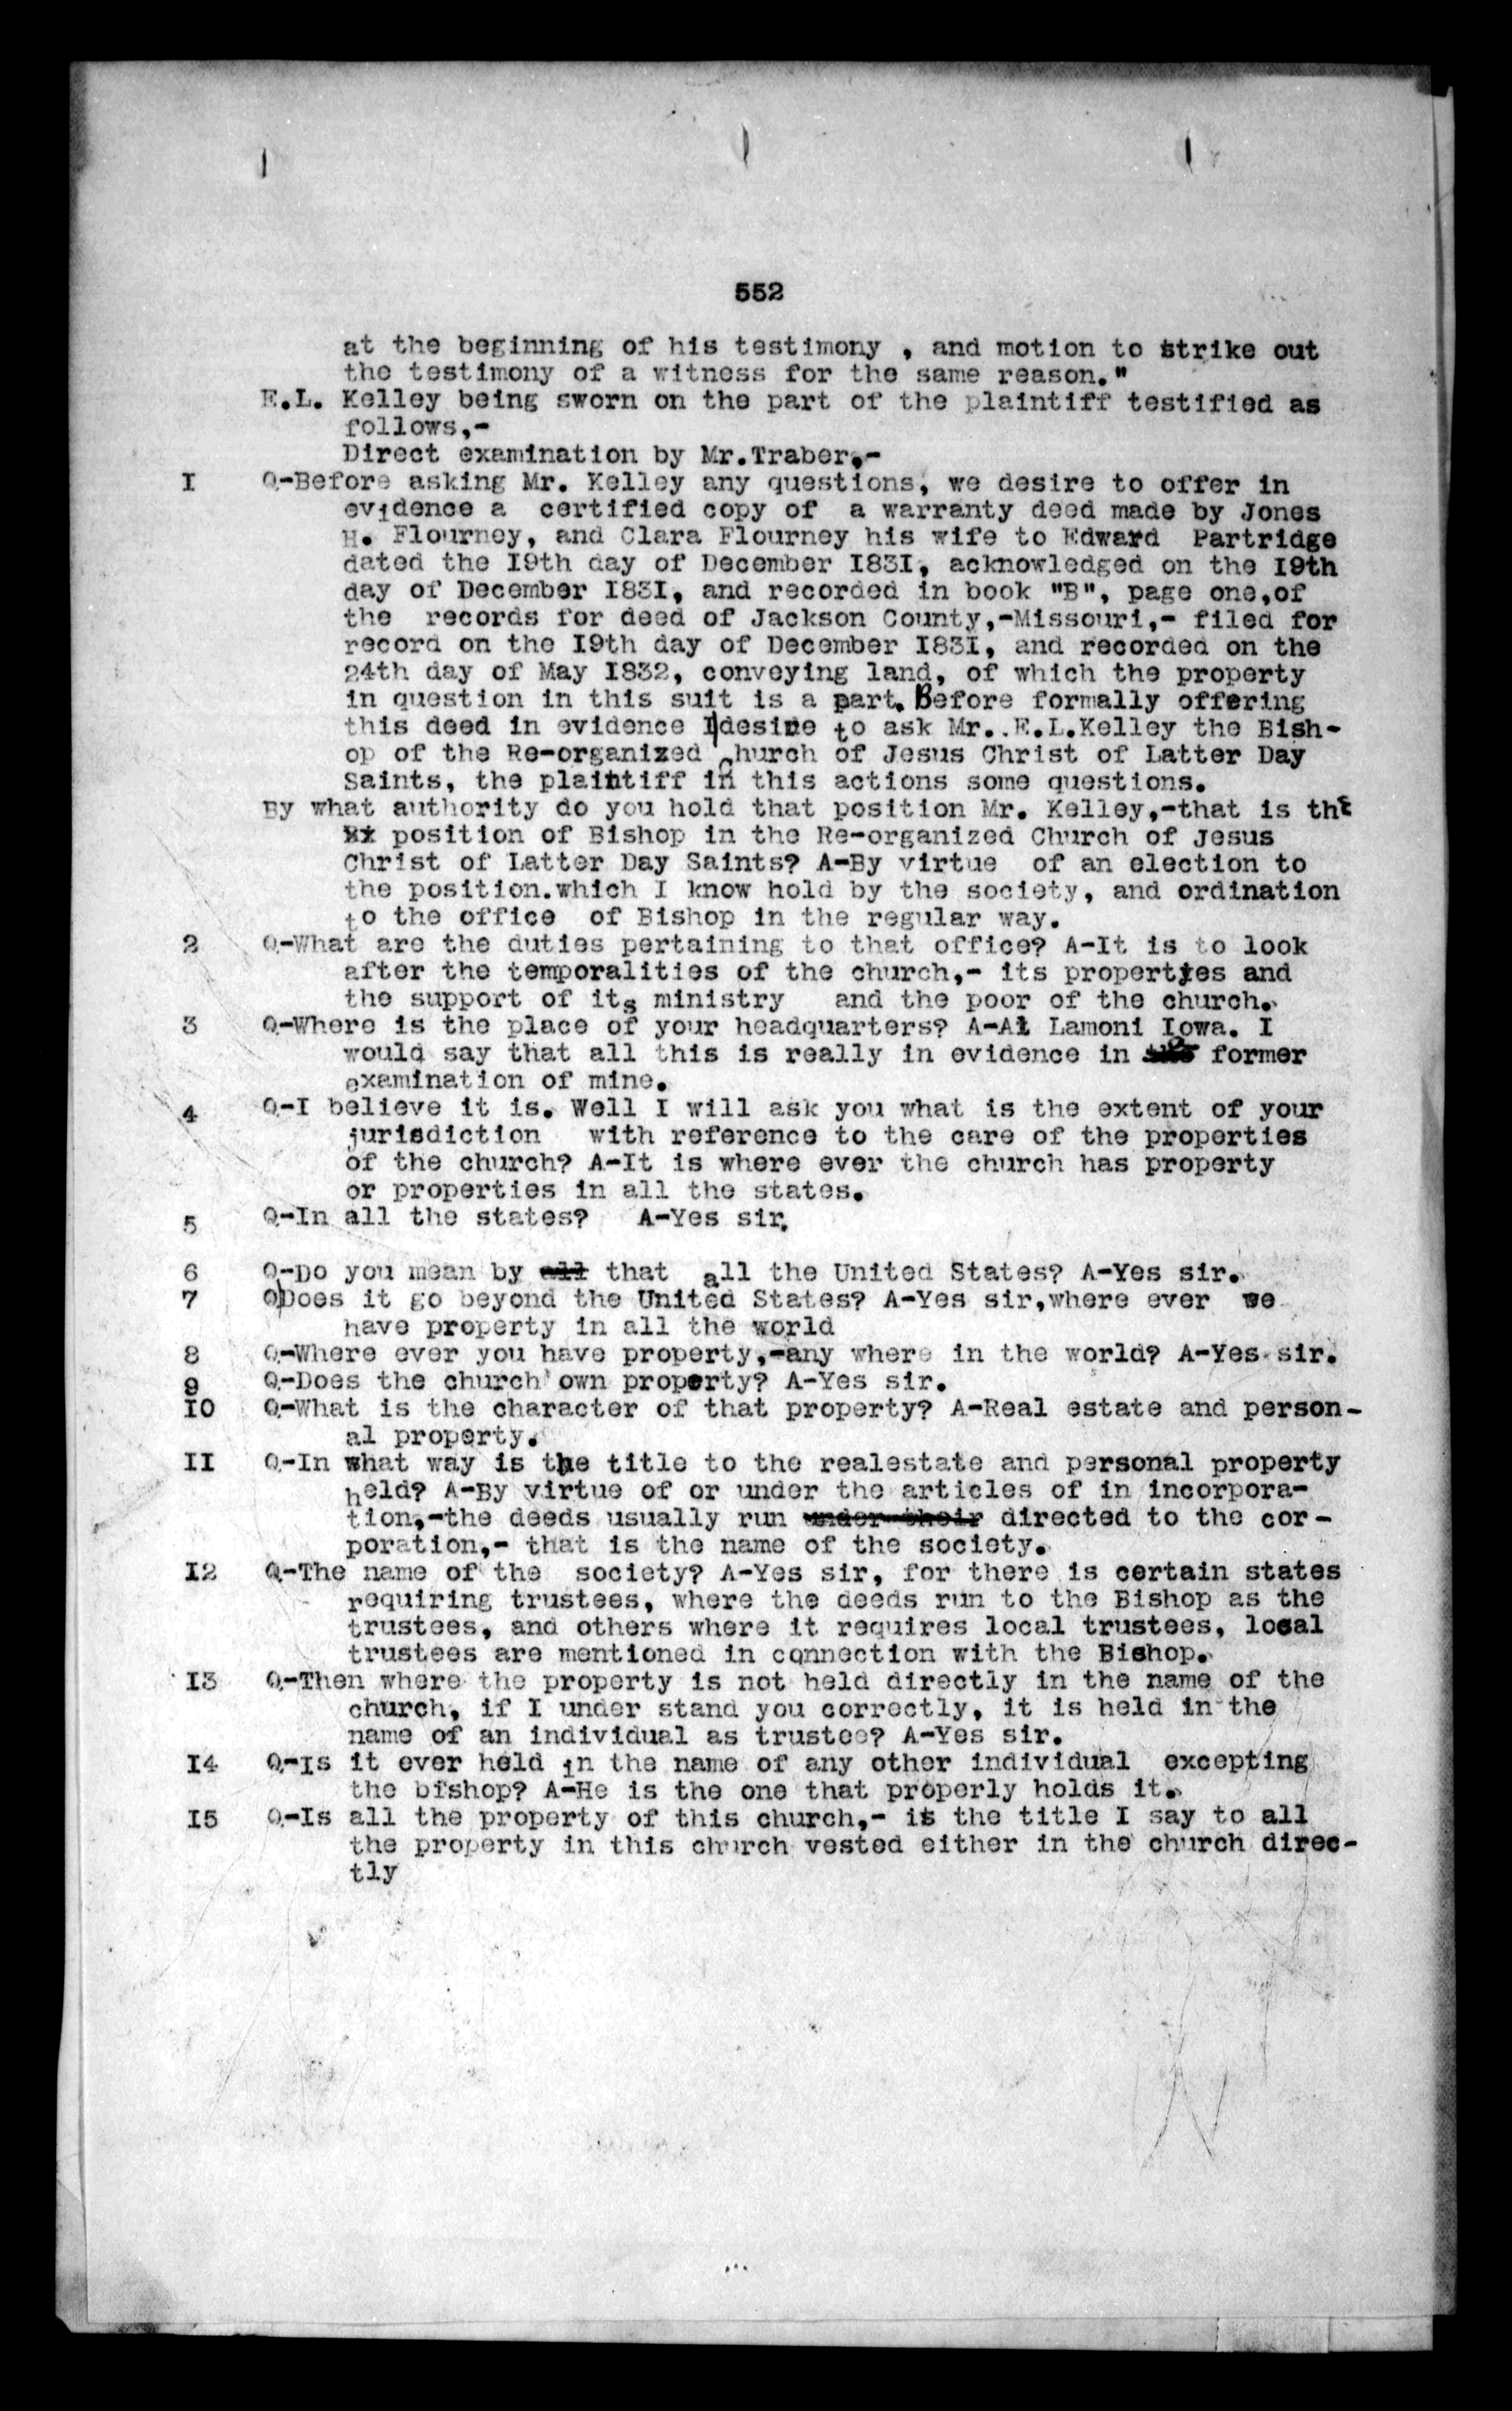 552
at the beginning of his testimony , and motion to strike out
the testimony of a witness for the same reason."
E.L. Kelley being sworn on the part of the plaintiff testified as
follows,-
Direct examination by Mr.Traber,-
I Q-Before asking Mr. Kelley any questions, we desire to offer in
evidence a certified copy of a warranty deed made by Jones
H. Flourney, and Clara Flourney his wife to Edward Partridge
dated the I9th day of December I83I, acknowledged on the I9th
day of December I83I, and recorded in book "B", page one,of
the records for deed of Jackson County,-Missouri,- filed for
record on the I9th day of December I83I, and recorded on the
24th day of May I832, conveying land, of which the property
in question in this suit is a part. Before formally offering
this deed in evidence I desire to ask Mr..E.L.Kelley the Bish-
op of the Re-organized Church of Jesus Christ of Latter Day
Saints, the plaintiff in this actions some questions.
By what authority do you hold that position Mr. Kelley,-that is the
position of Bishop in the Re-organized Church of Jesus
Christ of Latter Day Saints? A-By virtue of an election to
the position.which I know hold by the society, and ordination
to the office of Bishop in the regular way.
2 Q-What are the duties pertaining to that office? A-It is to look
after the temporalities of the church,- its properties and
the support of its ministry and the poor of the church.
3 Q-Where is the place of your headquarters? A-At Lamoni Iowa. I
would say that all this is really in evidence in a former
examination of mine.
4 Q-I believe it is. Well I will ask you what is the extent of your
jurisdiction with reference to the care of the properties
of the church? A-It is where ever the church has property
or properties in all the states.
5 Q-In all the states? A-Yes sir.
6 Q-Do you mean by all that all the United States? A-Yes sir.
7 Q Does it go beyond the United States? A-Yes sir,where ever we
have property in all the world
8 Q-Where ever you have property,-any where in the world? A-Yes sir.
9 Q-Does the church own property? A-Yes sir.
I0 Q-What is the character of that property? A-Real estate and person-
al property.
II Q-In what way is the title to the realestate and personal property
held? A-By virtue of or under the articles of in incorpora-
tion,-the deeds usually run under their directed to the cor-
poration,- that is the name of the society.
I2 Q-The name of the society? A-Yes sir, for there is certain states
requiring trustees, where the deeds run to the Bishop as the
trustees, and others where it requires local trustees, local
trustees are mentioned in connection with the Bishop.
I3 Q-Then where the property is not held directly in the name of the
church, if I under stand you correctly, it is held in the
name of an individual as trustee? A-Yes sir.
I4 Q-Is it ever held in the name of any other individual excepting
the bishop? A-He is the one that properly holds it.
I5 Q-Is all the property of this church,- is the title I say to all
the property in this church vested either in the church direc-
tly